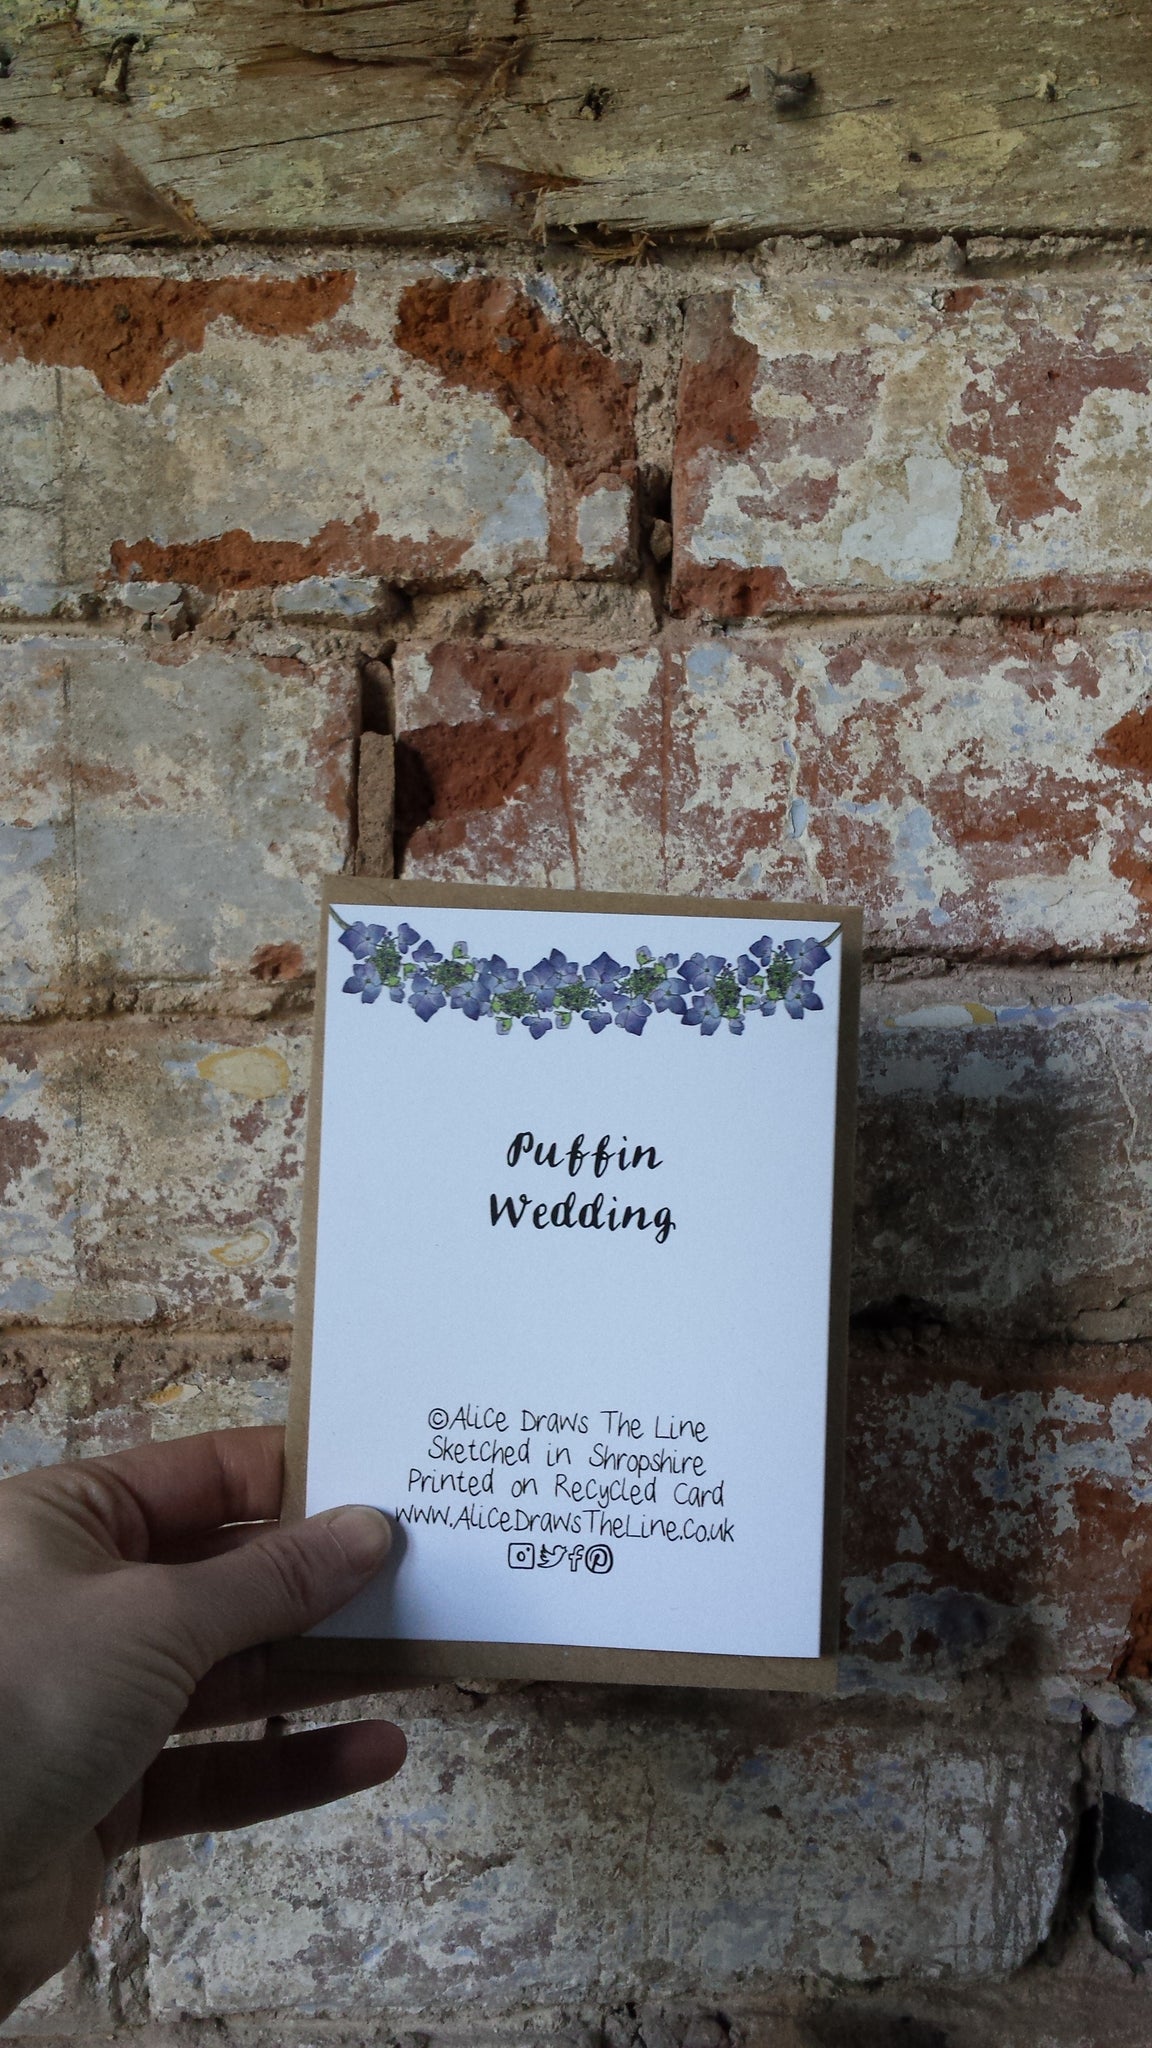 Puffin
Wedding
©Alice Draws The Line
Sketched in Shropshire
Printed on Recycled Card
www.AliceDrawsTheLine.co.uk